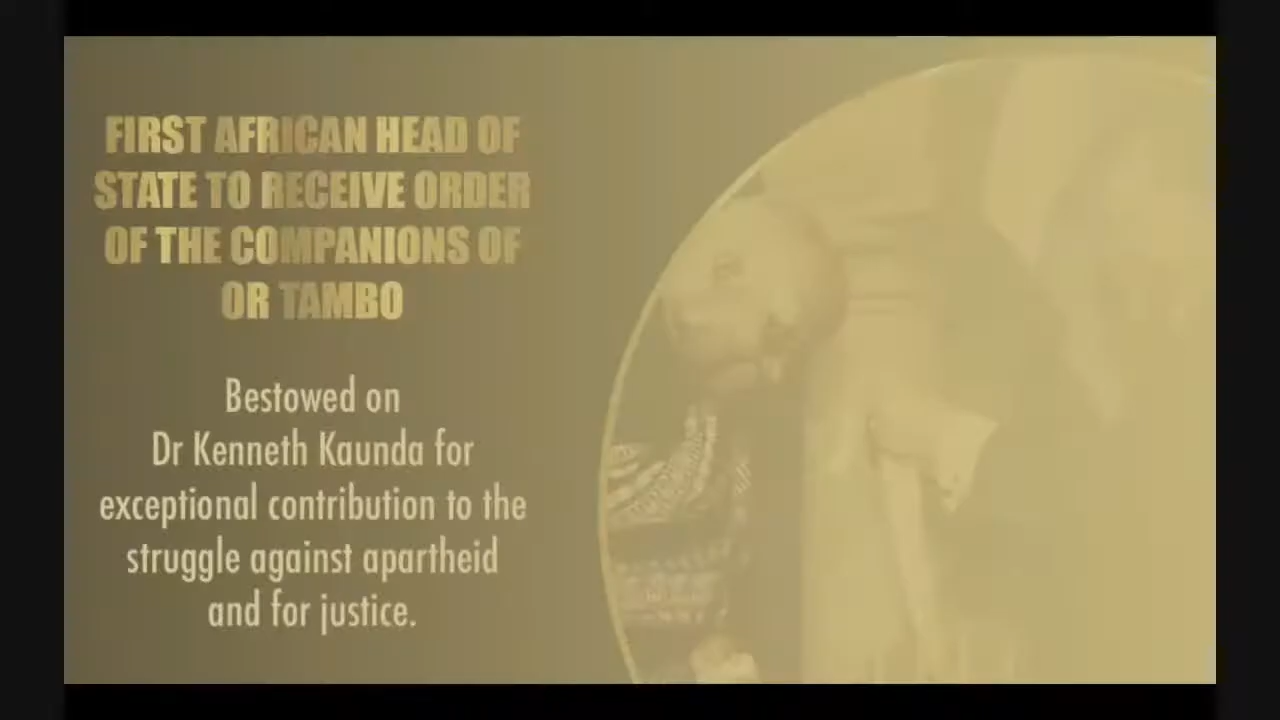 FIRST AFRICAN HEAD OF
STATE TO RECEIVE ORDER
OF THE COMPANIONS OF
OR TAMBO
Bestowed on
Dr Kenneth Kaunda for
exceptional contribution to the
struggle against apartheid
and for justice.